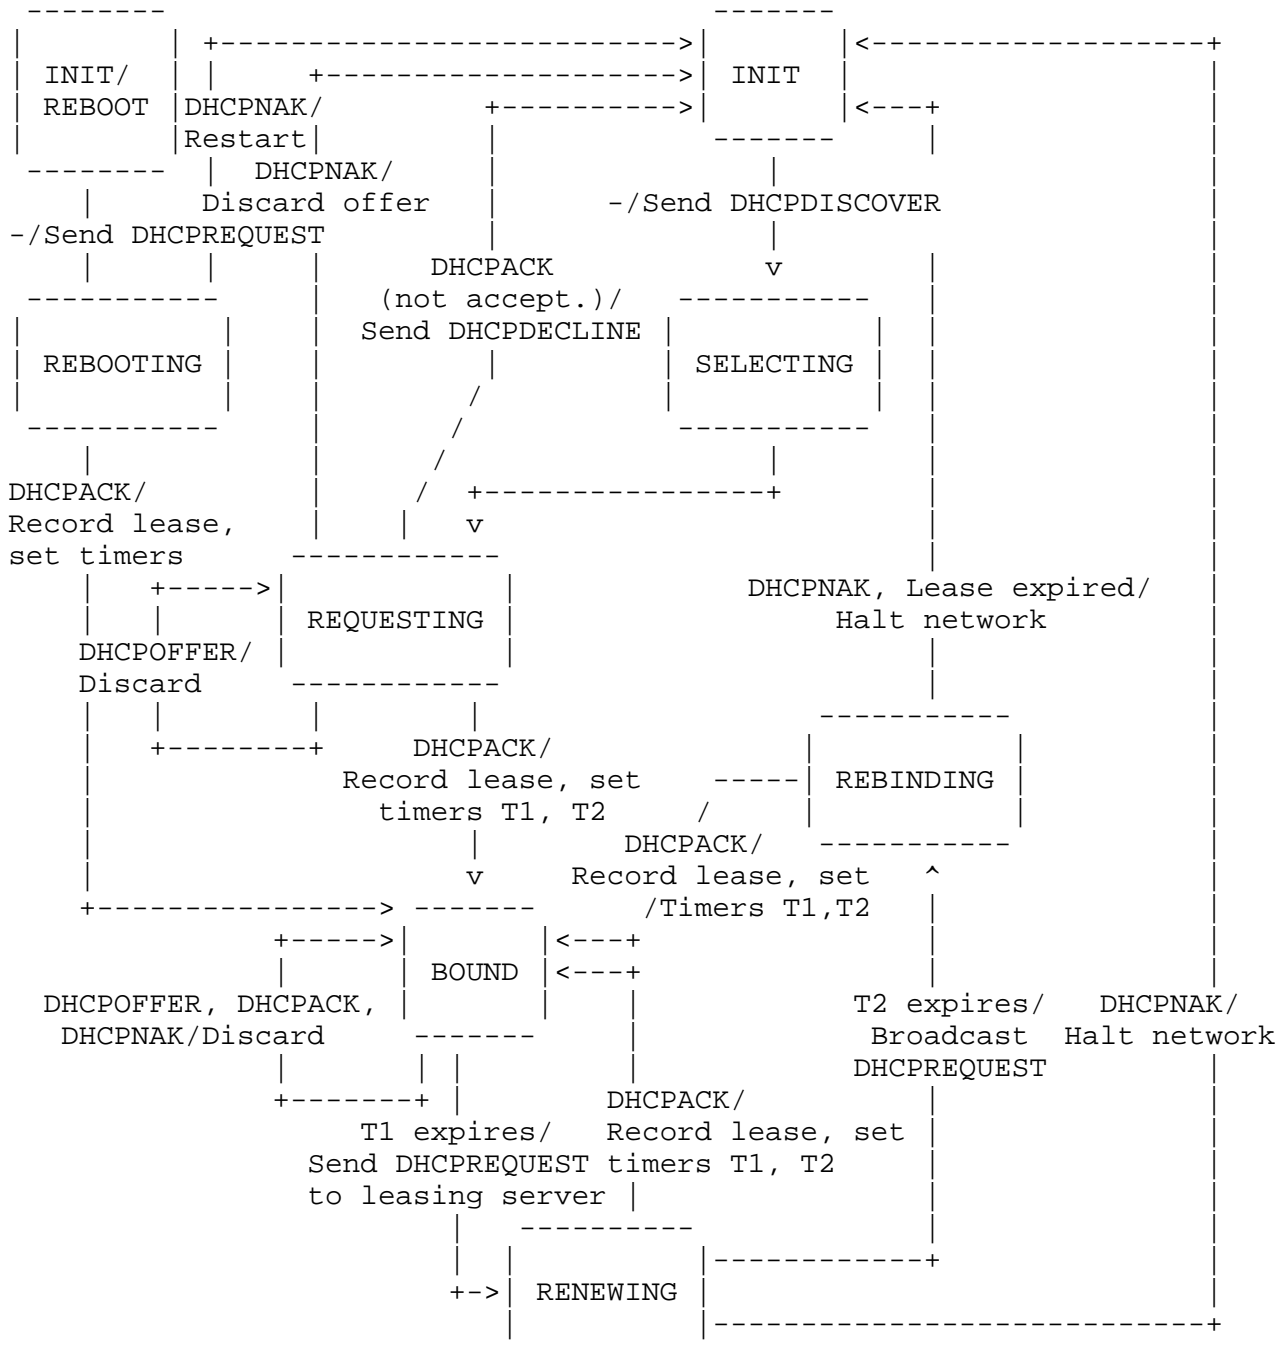 INIT/ INIT
REBOOT DHCPNAK/
Restart
DHCPNAK/
Discard offer -/Send DHCPDISCOVER
-/Send DHCPREQUEST
DHCPACK
(not accept.)/
Send DHCPDECLINE
REBOOTING SELECTING
DHCPACK/
Record lease,
set timers
DHCPNAK, Lease expired/
REQUESTING Halt network
DHCPOFFER/
Discard
DHCPACK/
Record lease, set REBINDING
timers T1, T2
DHCPACK/
Record lease, set
/Timers T1,T2
BOUND
DHCPOFFER, DHCPACK, T2 expires/ DHCPNAK/
DHCPNAK/Discard Broadcast Halt network
DHCPREQUEST
DHCPACK/
T1 expires/ Record lease, set
Send DHCPREQUEST timers T1, T2
to leasing server
RENEWING